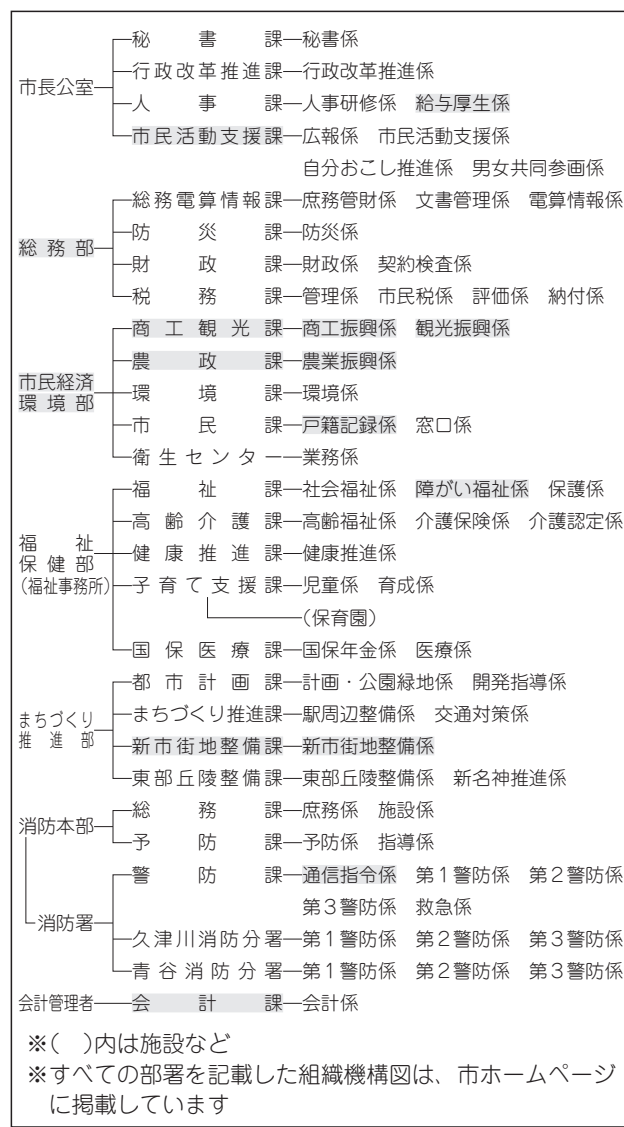 市長公室
秘書課 秘書係
行政改革推進課 行政改革推進係
人事課 人事研修係 給与厚生係
市民活動支援課 広報係 市民活動支援係
自分おこし推進係 男女共同参画係
総務部
総務電算情報課 庶務管財係 文書管理係 電算情報係
防災課 防災係
財政課 財政係 契約検査係
税務課 管理係 市民税係 評価係 納付係
市民経済
環境部
商工観光課 商工振興係 観光振興係
農政課 農業振興係
環境課 環境係
市民課 戸籍記録係 窓口係
衛生センター 業務係
福祉
保健部
(福祉事務所)
福祉課 社会福祉係 障がい福祉係 保護係
高齢介護課 高齢福祉係 介護保険係 介護認定係
健康推進課 健康推進係
子育て支援課 児童係 育成係
(保育園)
国保医療課 国保年金係 医療係
まちづくり
推進部
都市計画課 計画・公園緑地係 開発指導係
まちづくり推進課 駅周辺整備係 交通対策係
新市街地整備課 新市街地整備係
東部丘陵整備課 東部丘陵整備係 新名神推進係
消防本部
総務課 庶務係 施設係
予防課 予防係 指導係
消防署
警防課 通信指令係 第1警防係 第2警防係
第3警防係 救急係
久津川消防分署 第1警防係 第2警防係 第3警防係
青谷消防分署 第1警防係 第2警防係 第3警防係
会計管理者 会計課 会計係
※( )内は施設など
※すべての部署を記載した組織機構図は、市ホームページ
に掲載しています